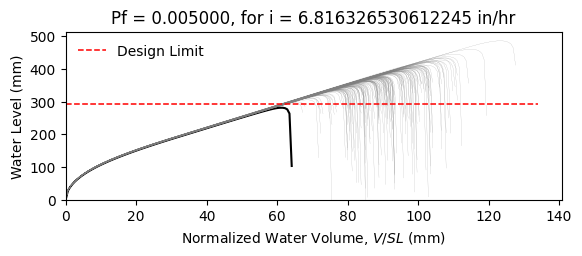 Pf = 0.005000, for i = 6.816326530612245 in/hr
Water Level (mm)
500
400
300
200
100
0
Design Limit
0 20 40 60 80 100 120 140
Normalized Water Volume, V/SL (mm)